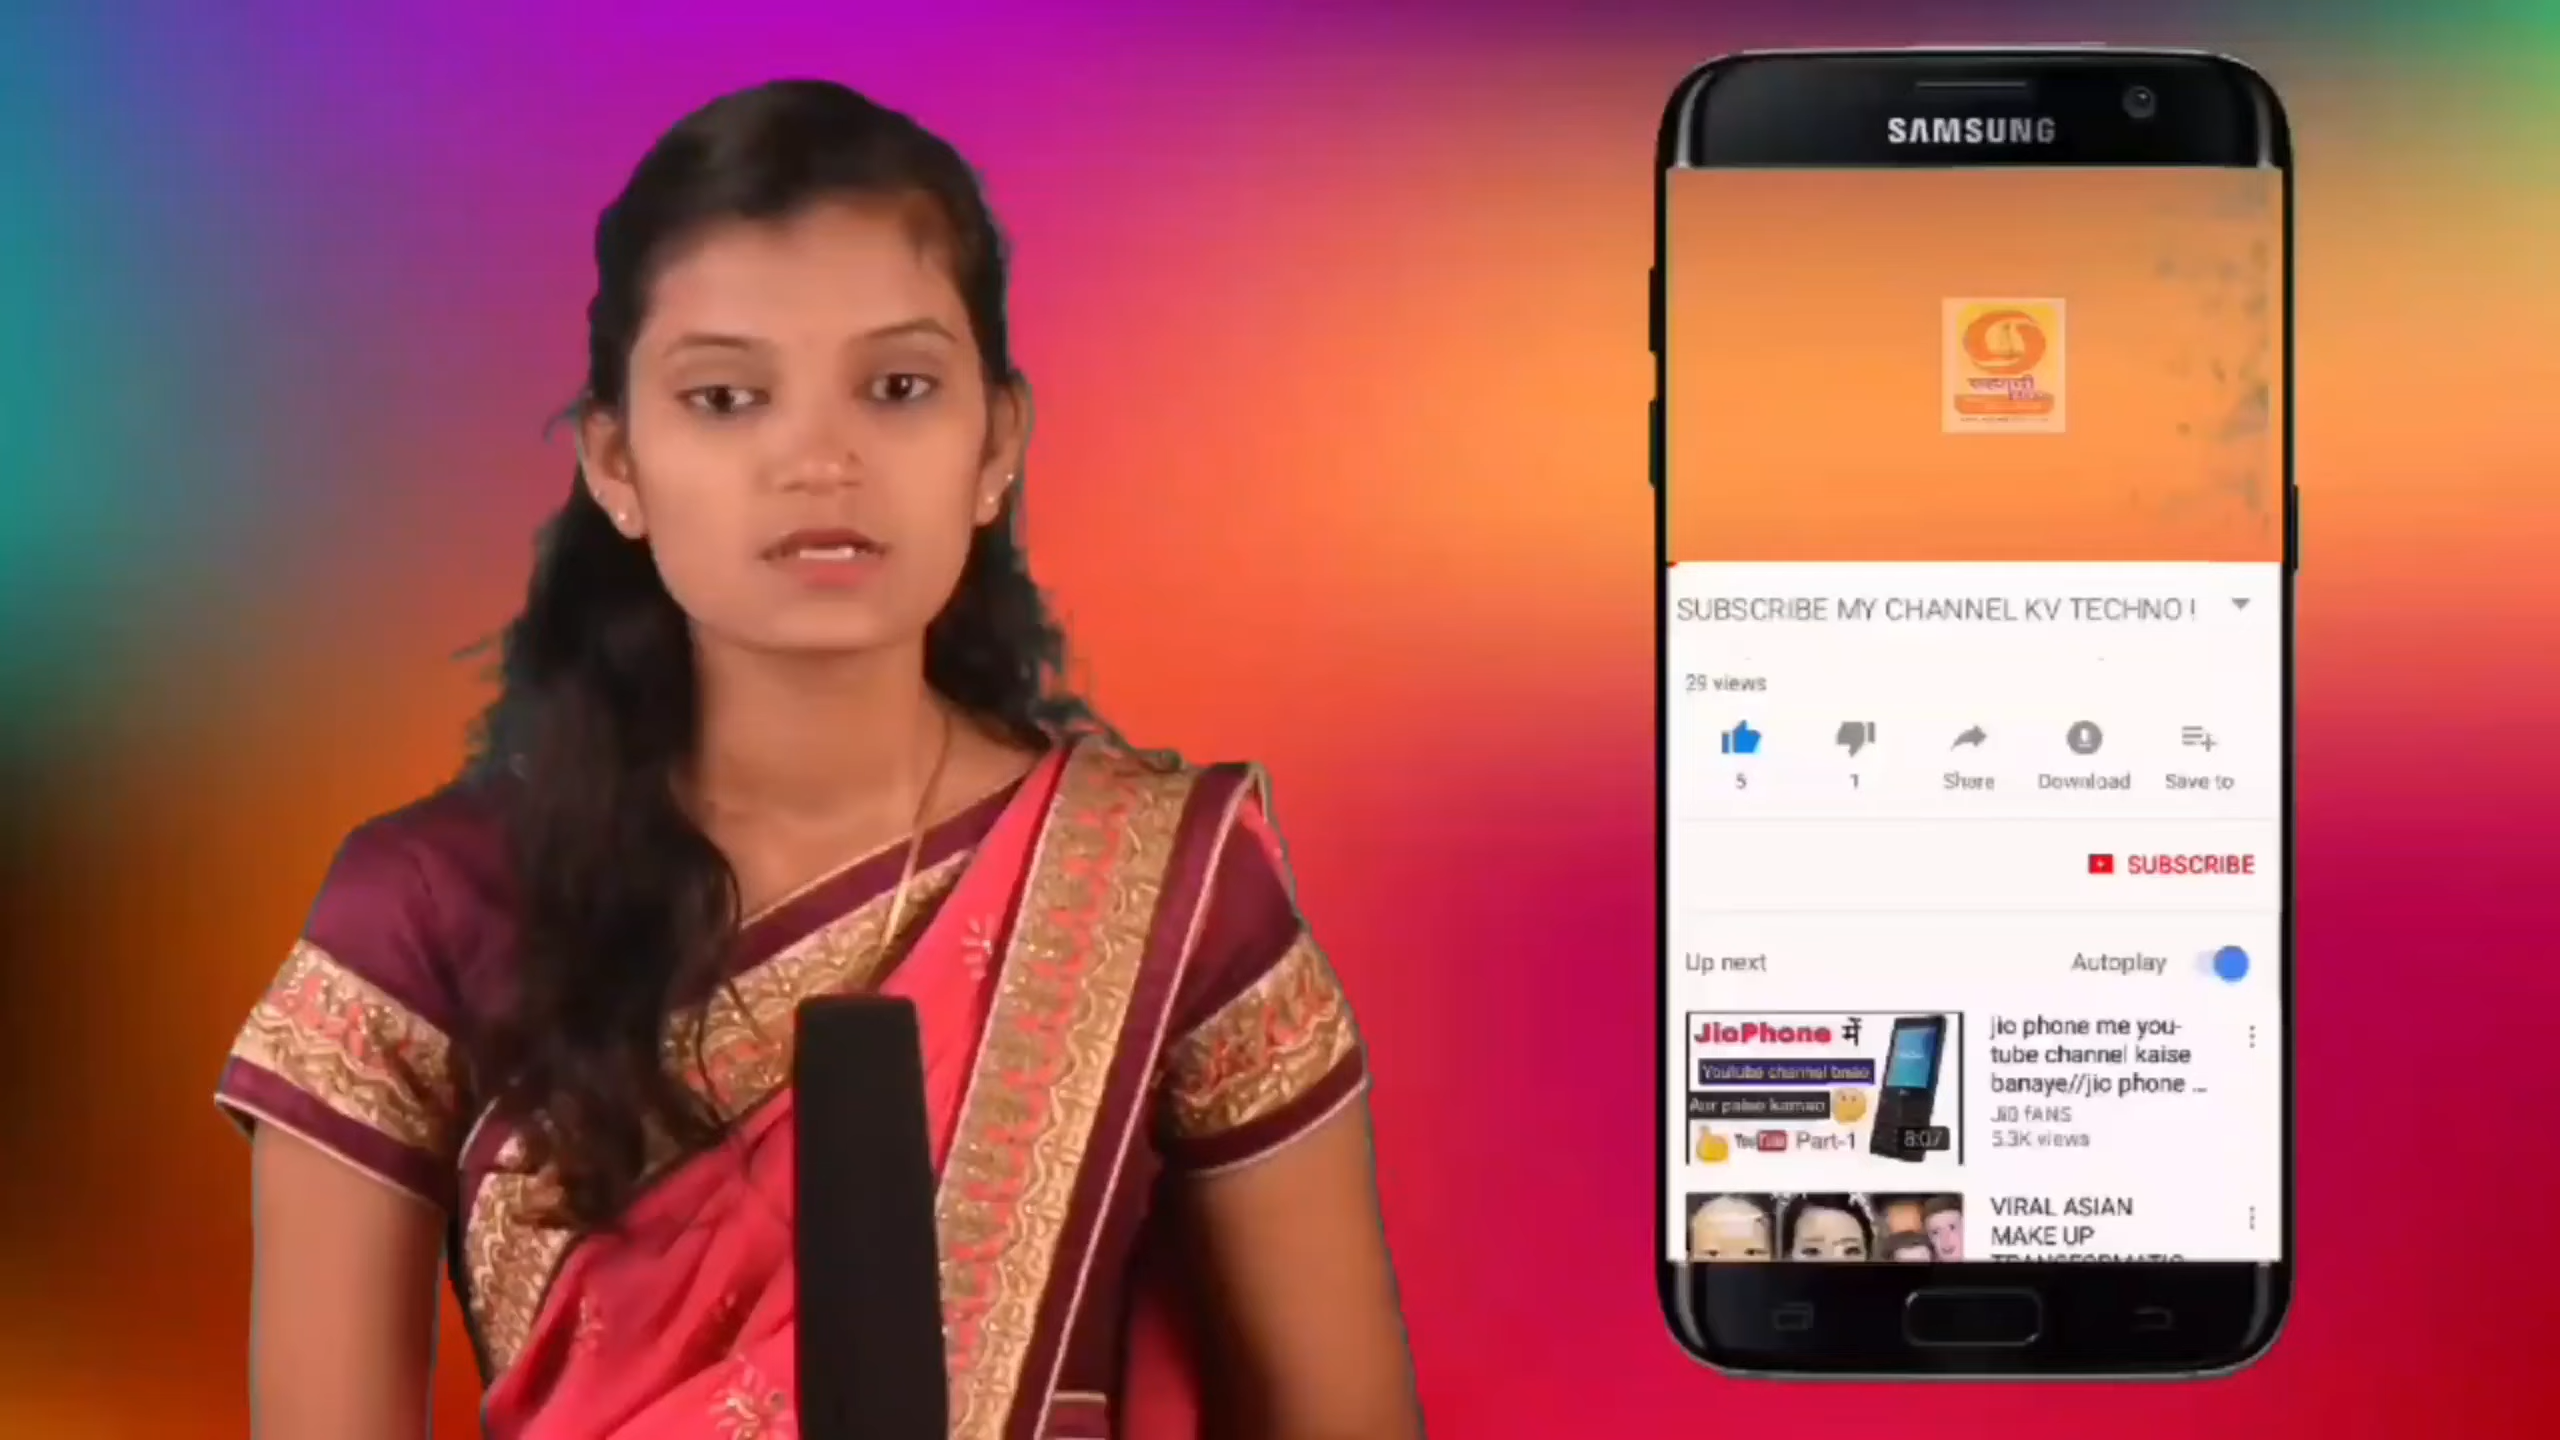 SAMSUNG
SUBSCRIBE MY CHANNEL KV TECHNO !
29 views
5
1
Share
Download
Save to
SUBSCRIBE
Up next
Autoplay
JioPhone में
Youtube channel bnao
Aur paise kamao
YouTube Part-1
8:07
jio phone me you-
tube channel kaise
banaye//jio phone ...
JIO fANS
5.3K views
VIRAL ASIAN
MAKE UP